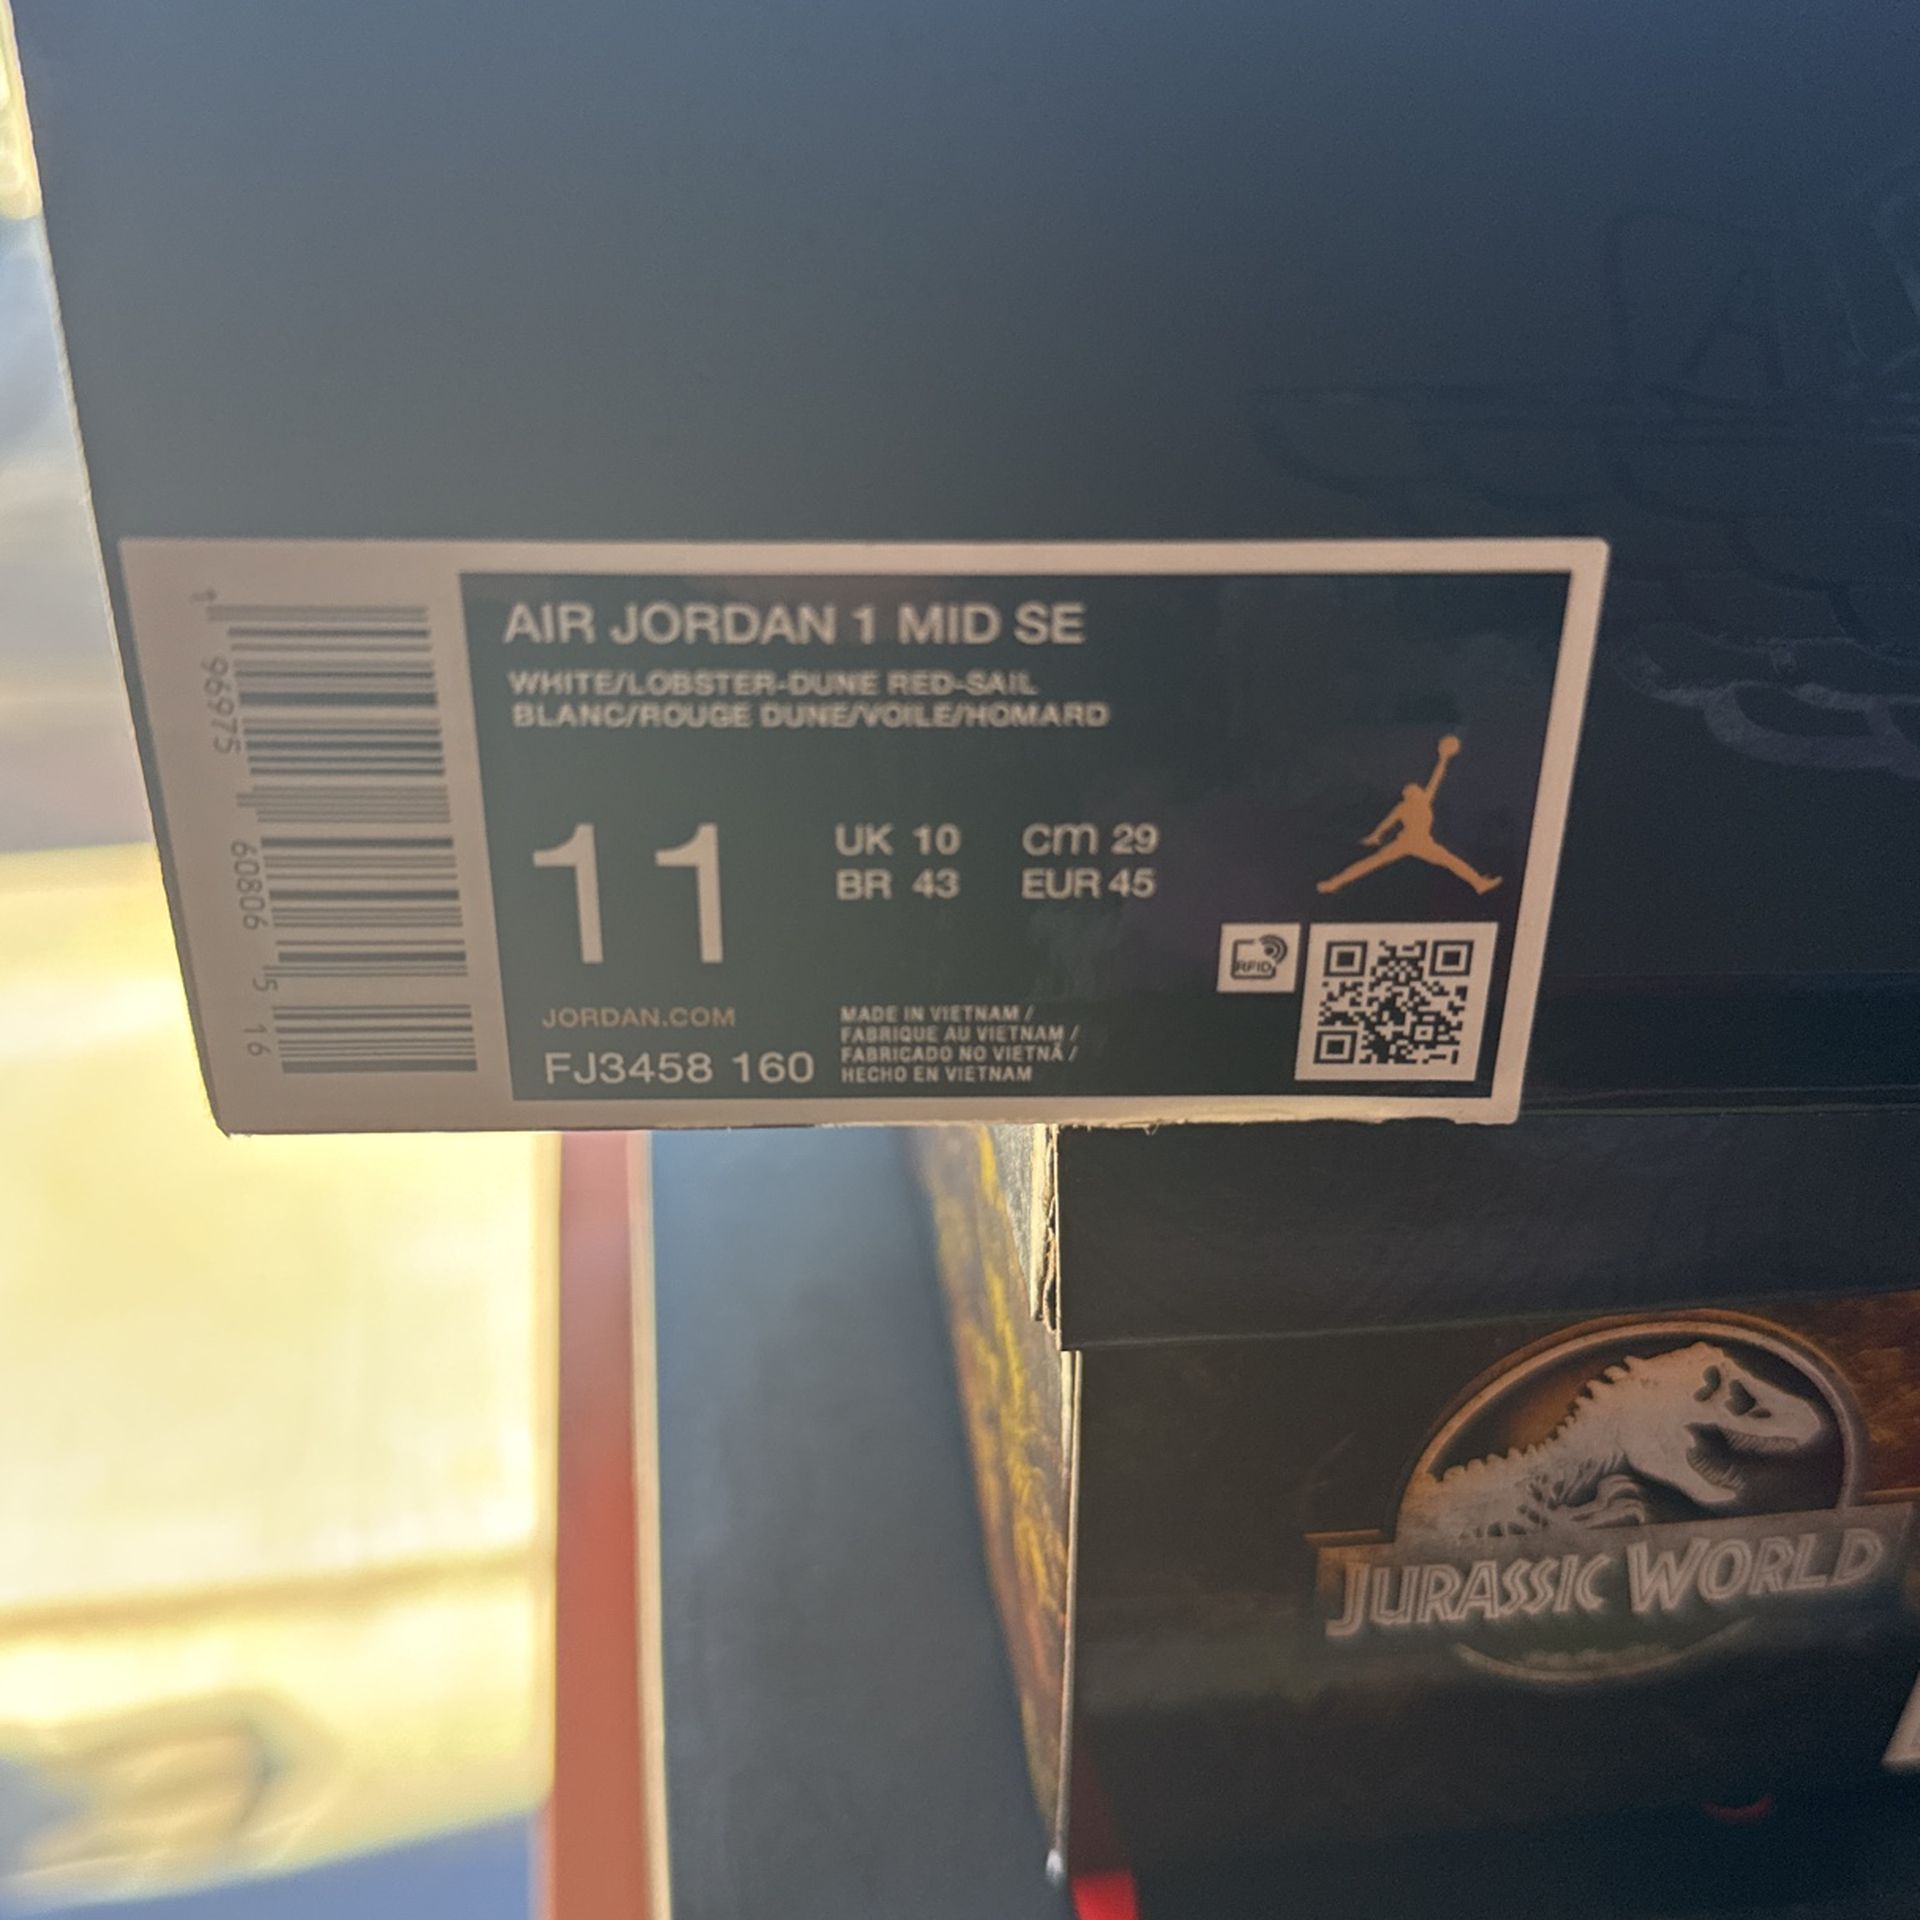 AIR JORDAN 1 MID SE
WHITE/LOBSTER-DUNE RED-SAIL
BLANC/ROUGE DUNE/VOILE/HOMARD
11
UK 10
cm 29
BR 43
EUR 45
RFID
JORDAN.COM
FJ3458 160
MADE IN VIETNAM /
FABRIQUE AU VIETNAM /
FABRICADO NO VIETNÃ /
HECHO EN VIETNAM
1 96975 60806 5 16
JURASSIC WORLD